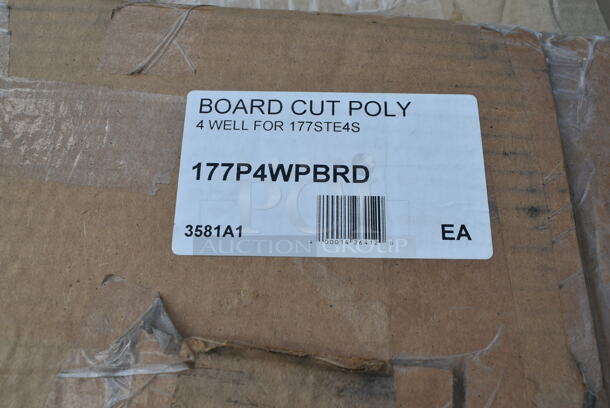 BOARD CUT POLY
4 WELL FOR 177STE4S
177P4WPBRD
PCI
AUCTION GROUP
3581A1
EA